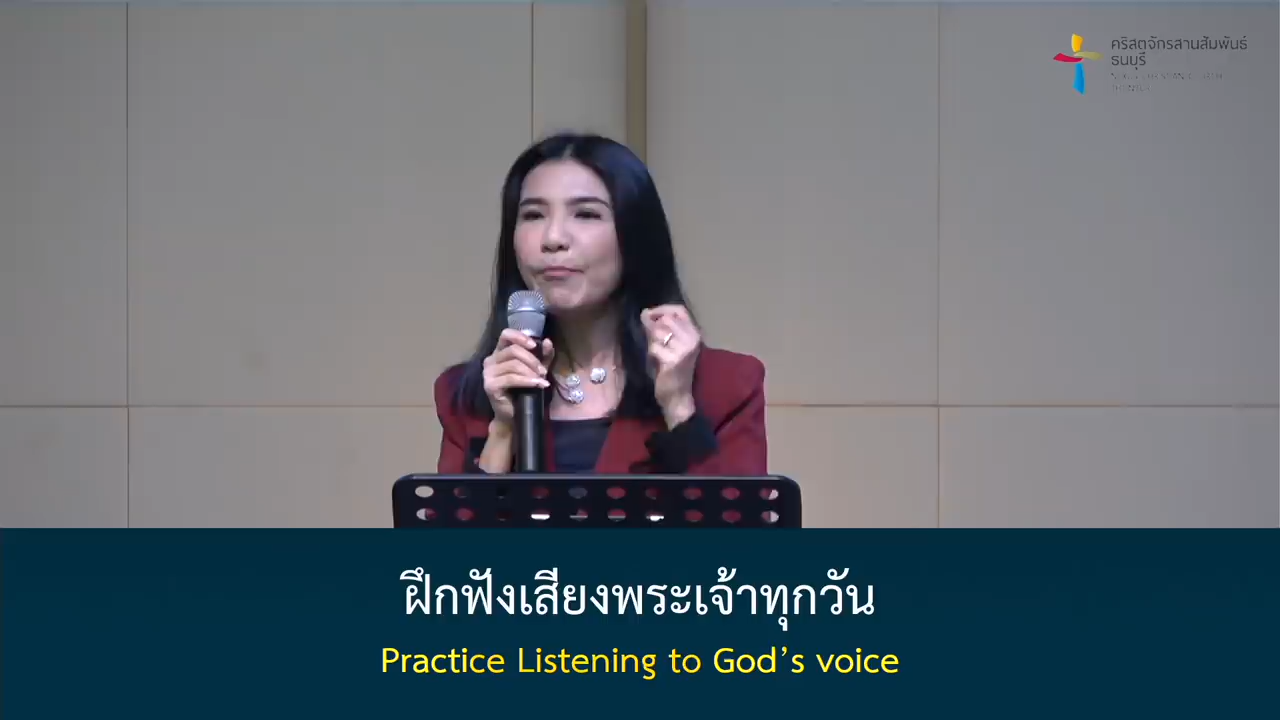 คริสตจักรสานสัมพันธ์
ธนบุรี
ฝึกฟังเสียงพระเจ้าทุกวัน
Practice Listening to God's voice